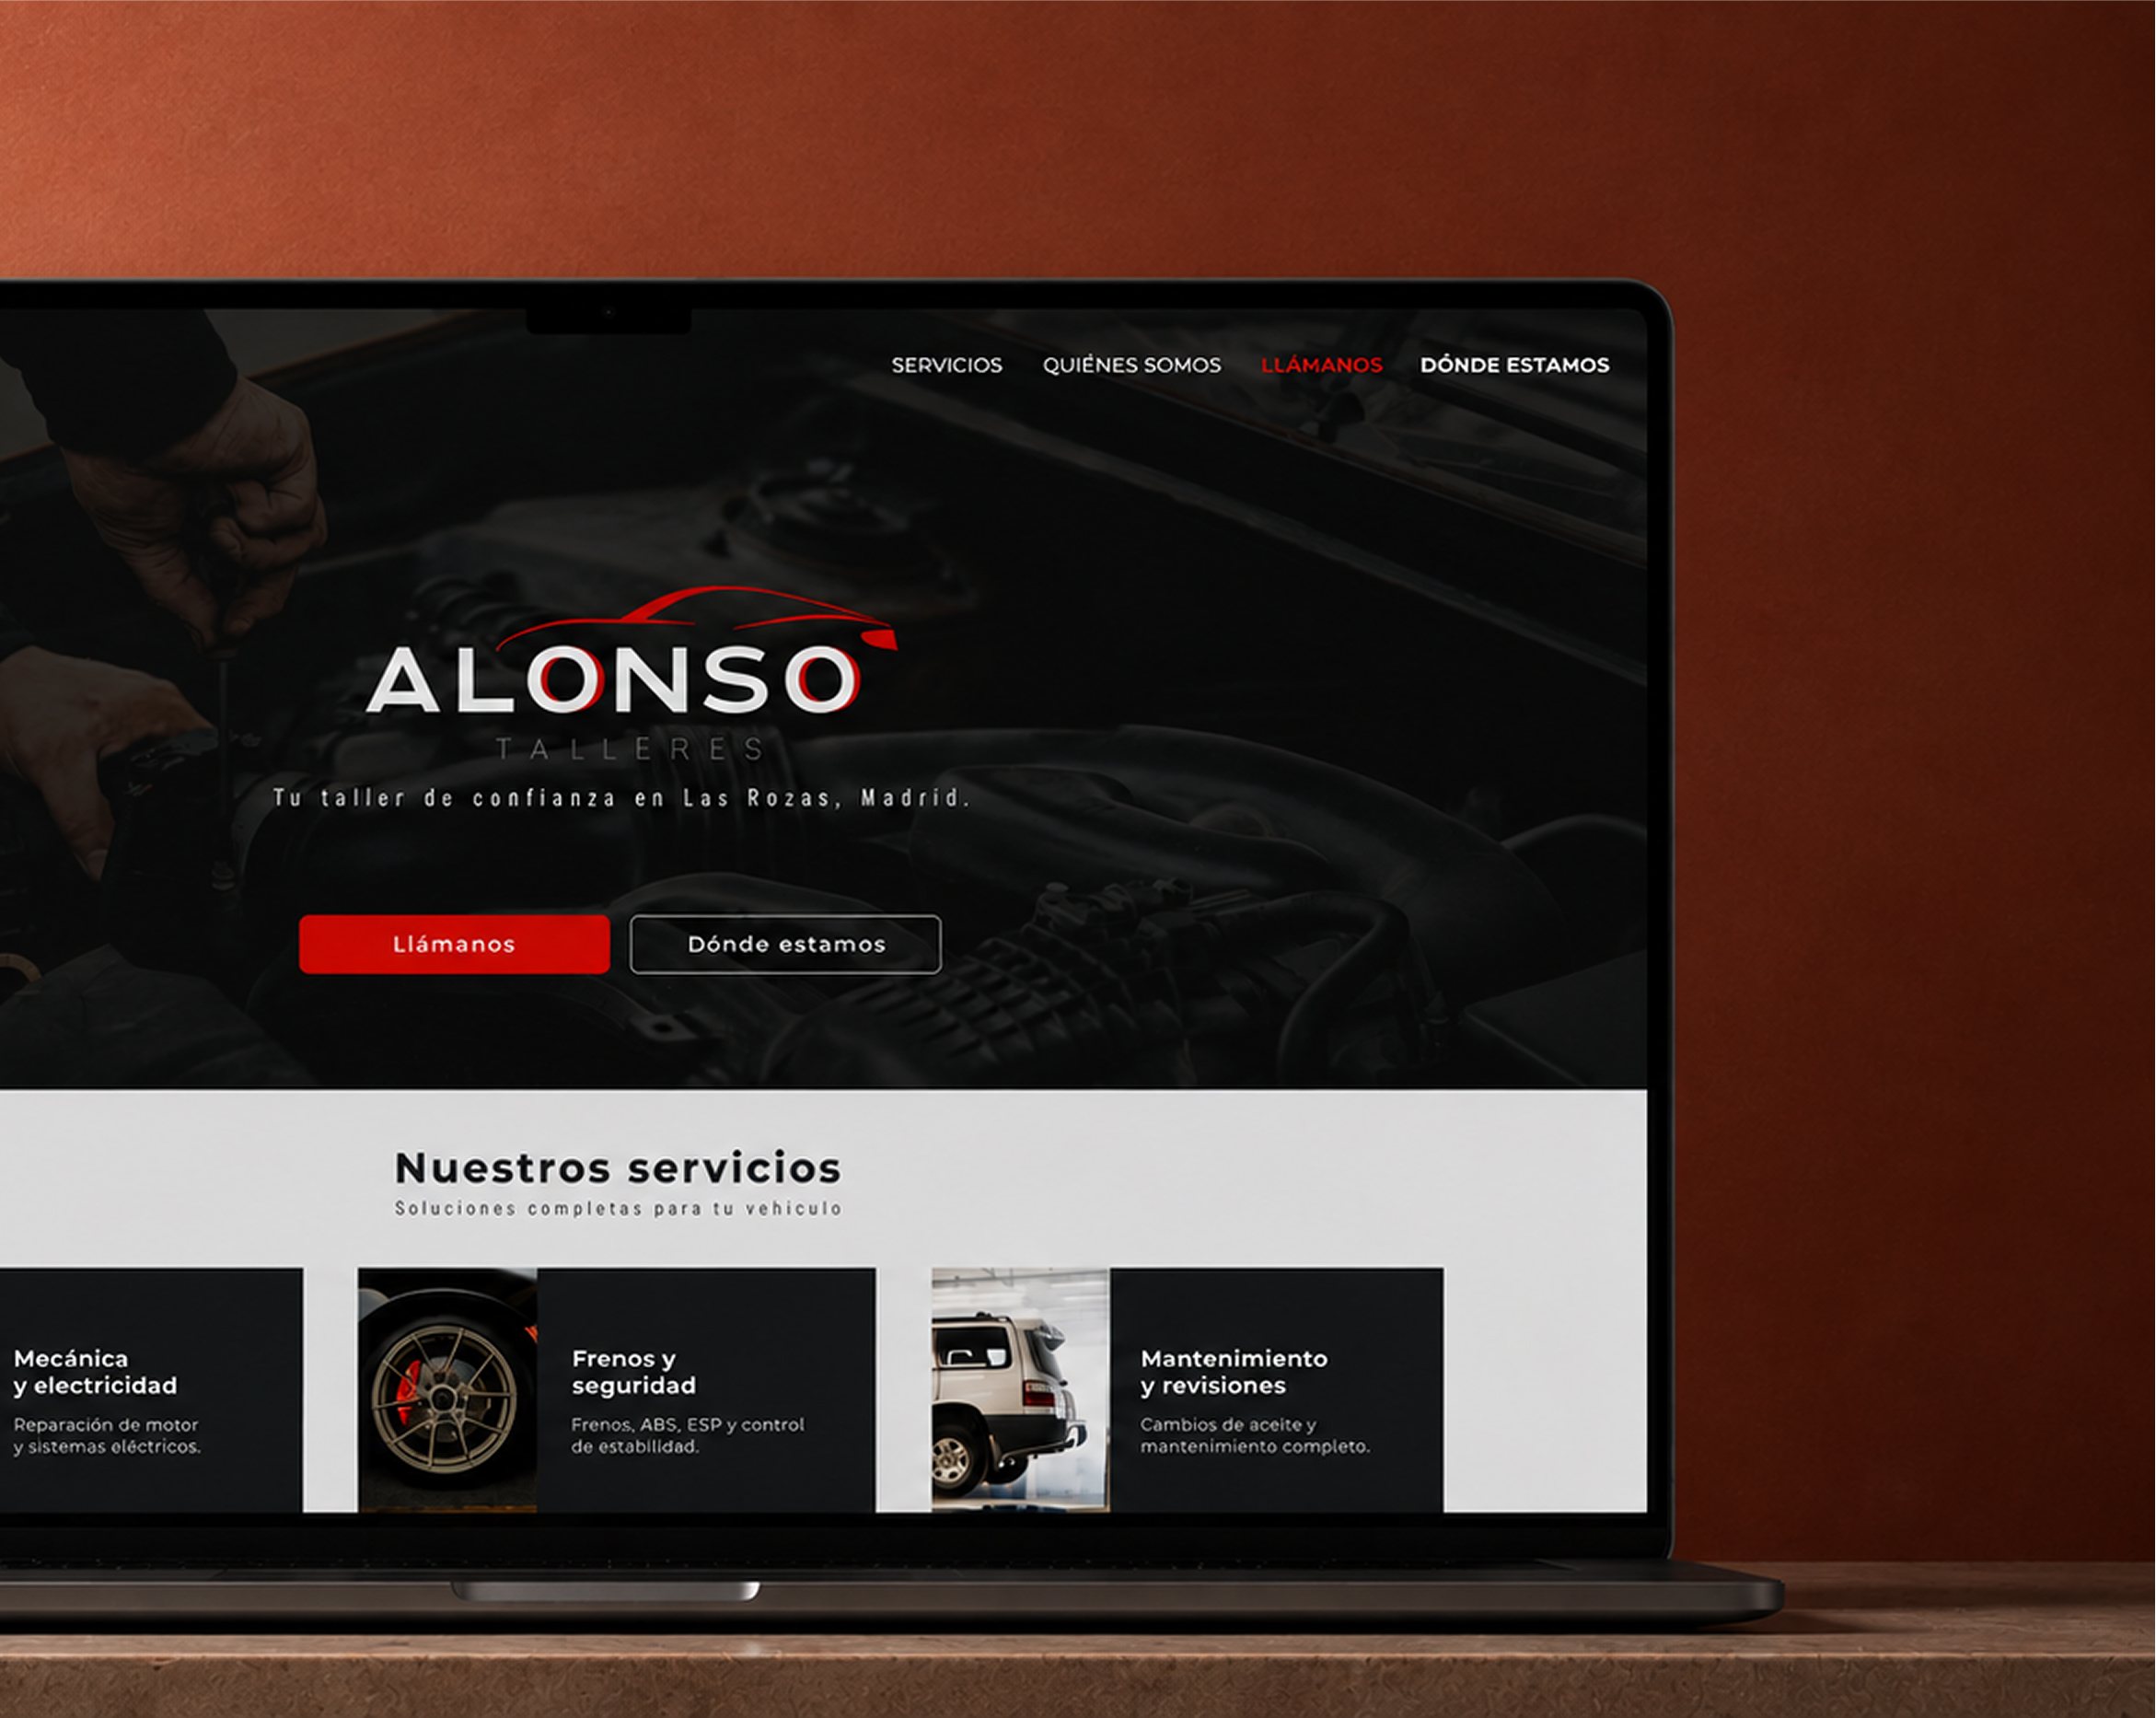 SERVICIOS QUIÉNES SOMOS LLÁMANOS DÓNDE ESTAMOS
ALONSO
TALLERES
Tu taller de confianza en Las Rozas, Madrid.
Llámanos Dónde estamos
Nuestros servicios
Soluciones completas para tu vehiculo
Mecánica
y electricidad
Reparación de motor
y sistemas eléctricos.
Frenos y
seguridad
Frenos, ABS, ESP y control
de estabilidad.
Mantenimiento
y revisiones
Cambios de aceite y
mantenimiento completo.